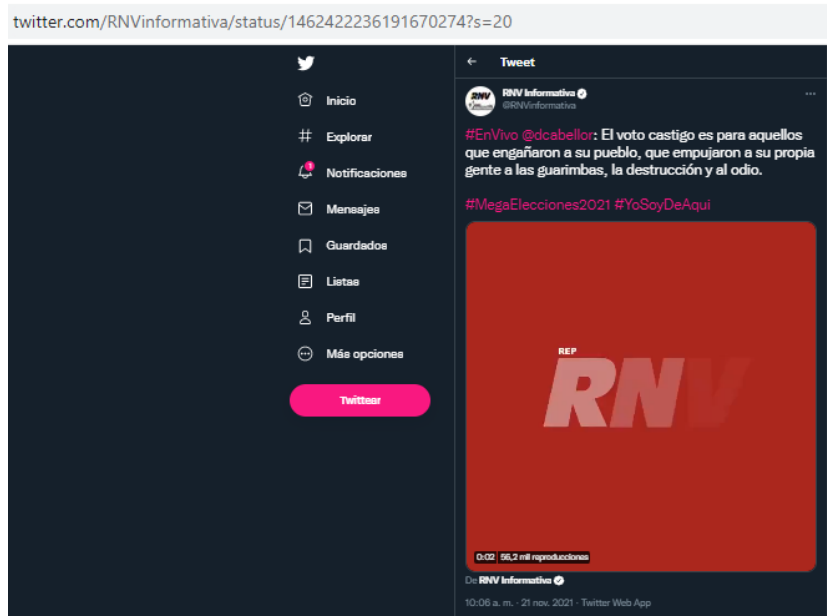 twitter.com/RNVinformativa/status/1462422236191670274?s=20
Inicio
Explorar
1
Notificaciones
Mensajes
Guardados
Listas
Perfil
Más opciones
Twittear
Tweet
RNV
RNV Informativa
@RNVinformativa
#EnVivo @dcabellor: El voto castigo es para aquellos
que engañaron a su pueblo, que empujaron a su propia
gente a las guarimbas, la destrucción y al odio.
#MegaElecciones2021 #YoSoyDeAqui
REP
RNV
0:02 56,2 mil reproducciones
De RNV Informativa
10:06 a. m. · 21 nov. 2021 · Twitter Web App